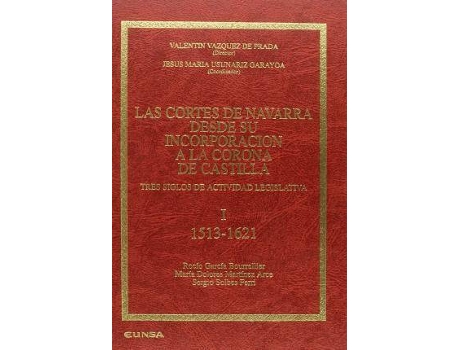 VALENTIN VAZQUEZ DE PRADA
(Director)
JESUS MARIA USUNARIZ GARAYOA
(Coordinador)
LAS CORTES DE NAVARRA
DESDE SU
INCORPORACION
A LA CORONA
DE CASTILLA
TRES SIGLOS DE ACTIVIDAD LEGISLATIVA
I
1513-1621
Rocío García Bourrellier
María Dolores Martínez Arce
Sergio Solbes Ferri
EUNSA